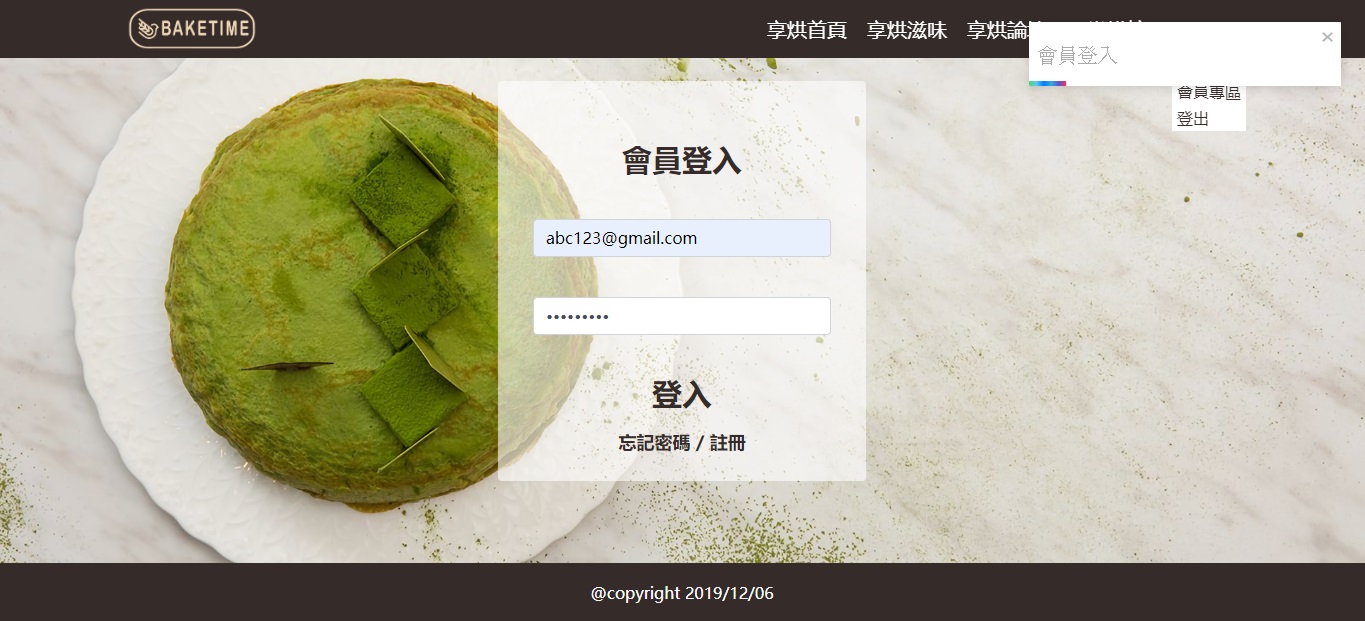 BAKETIME
享烘首頁 享烘滋味 享烘論
會員登入 ×
會員專區
登出
會員登入
abc123@gmail.com
•••••••••
登入
忘記密碼 / 註冊
@copyright 2019/12/06